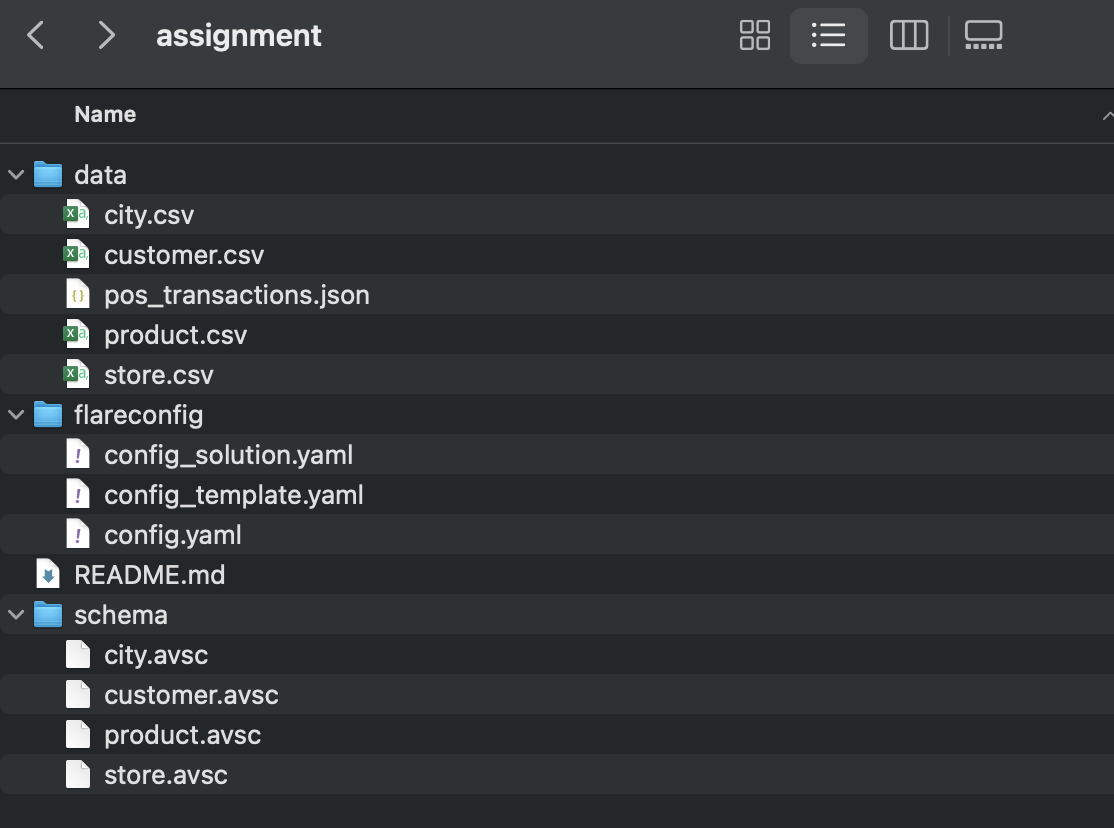 assignment
Name
data
city.csv
customer.csv
pos_transactions.json
product.csv
store.csv
flareconfig
config_solution.yaml
config_template.yaml
config.yaml
README.md
schema
city.avsc
customer.avsc
product.avsc
store.avsc